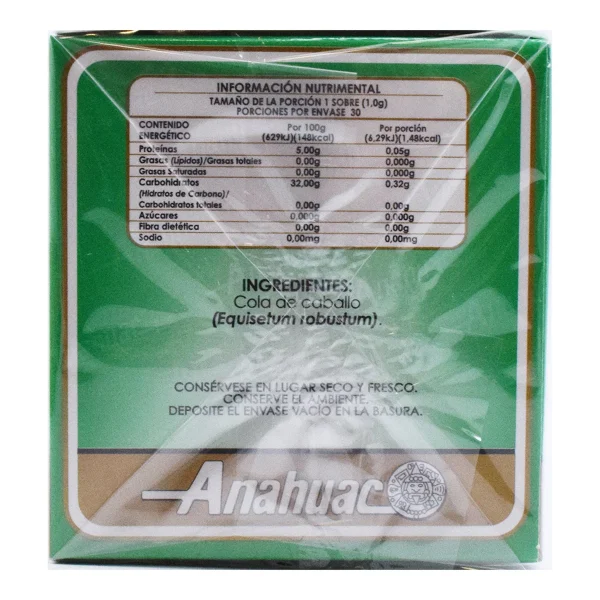 INFORMACIÓN NUTRIMENTAL
TAMAÑO DE LA PORCIÓN 1 SOBRE (1.0g)
PORCIONES POR ENVASE 30
CONTENIDO ENERGÉTICO Por 100g (629kJ)(148kcal) Por porción (6,29kJ)(1,48kcal)
Proteínas 5,00g 0,05g
Grasas (Lípidos)/Grasas totales 0,00g 0,000g
Grasas Saturadas 0,00g 0,000g
Carbohidratos 32,00g 0,32g
(Hidratos de Carbono)/
Carbohidratos totales 0,00g 0,00g
Azúcares 0,000g 0,000g
Fibra dietética 0,00g 0,00g
Sodio 0,00mg 0,00mg
INGREDIENTES:
Cola de caballo
(Equisetum robustum).
CONSÉRVESE EN LUGAR SECO Y FRESCO.
CONSERVE EL AMBIENTE.
DEPOSITE EL ENVASE VACÍO EN LA BASURA.
Anahuac